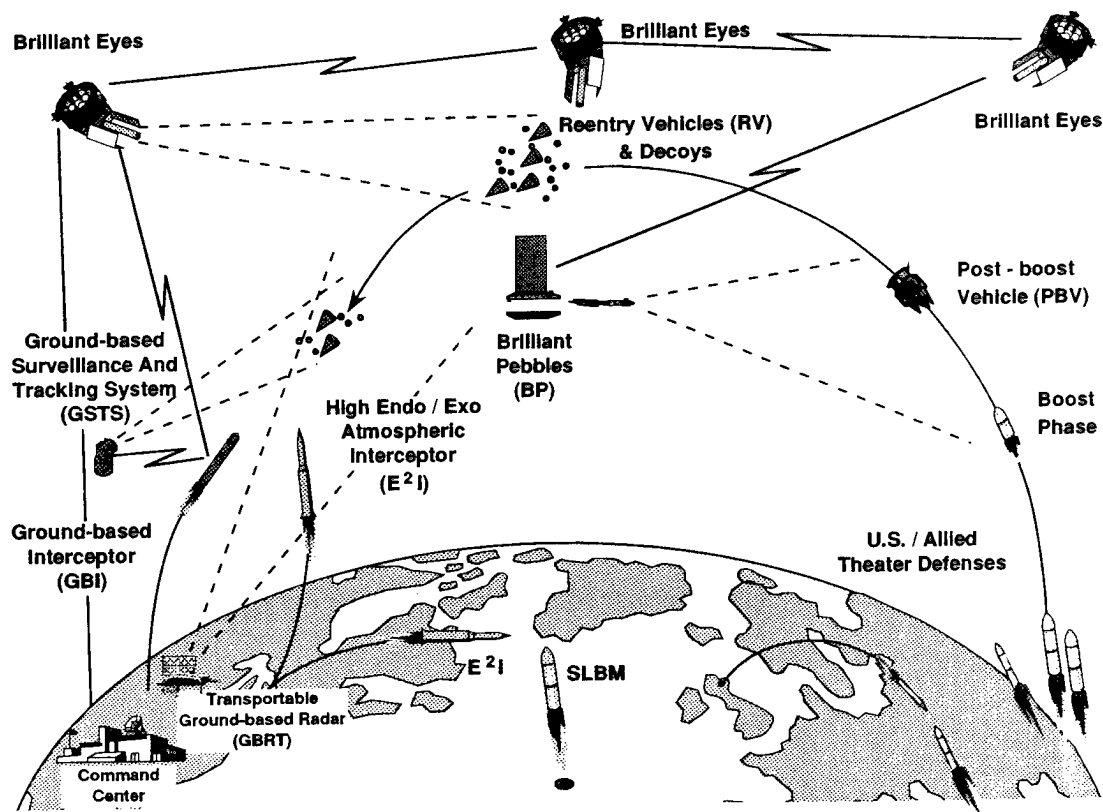 Brilliant Eyes
Brilliant Eyes
Brilliant Eyes
Reentry Vehicles (RV)
& Decoys
Post - boost
Vehicle (PBV)
Ground-based
Surveillance And
Tracking System
(GSTS)
Brilliant
Pebbles
(BP)
Boost
Phase
High Endo / Exo
Atmospheric
Interceptor
(E²I)
Ground-based
Interceptor
(GBI)
U.S. / Allied
Theater Defenses
E²I
SLBM
Transportable
Ground-based Radar
(GBRT)
Command
Center